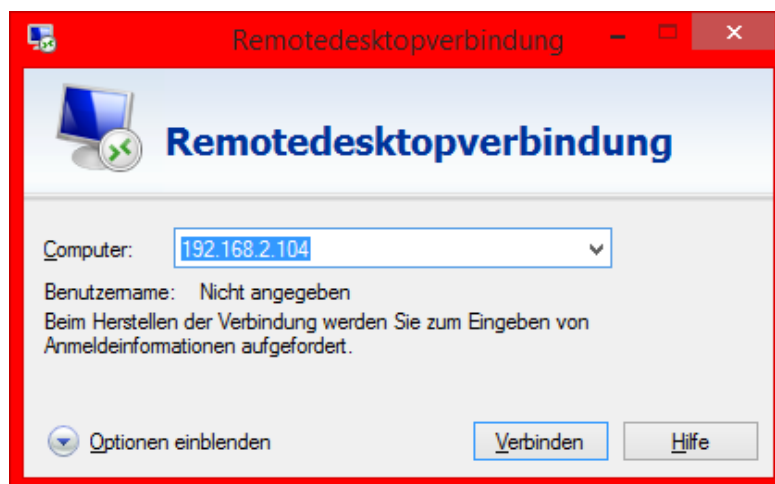 Remotedesktopverbindung
Remotedesktopverbindung
Computer: 192.168.2.104
Benutzername: Nicht angegeben
Beim Herstellen der Verbindung werden Sie zum Eingeben von
Anmeldeinformationen aufgefordert.
Optionen einblenden Verbinden Hilfe